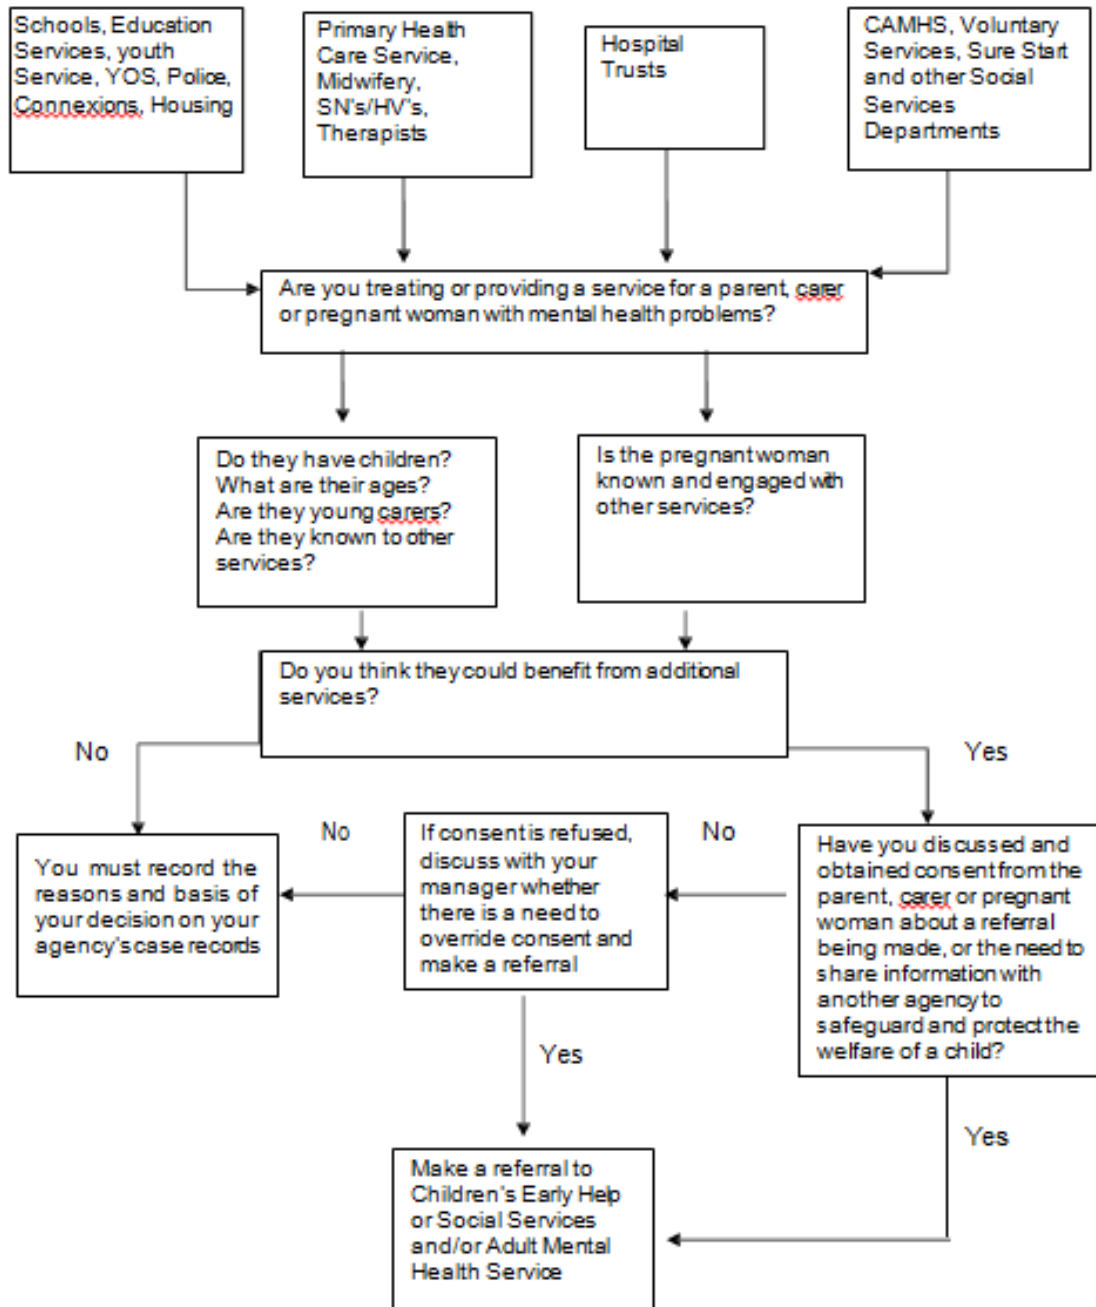 Schools, Education
Services, youth
Service, YOS, Police,
Connexions, Housing
Primary Health
Care Service,
Midwifery,
SN's/HV's,
Therapists
Hospital
Trusts
CAMHS, Voluntary
Services, Sure Start
and other Social
Services
Departments
Are you treating or providing a service for a parent, carer
or pregnant woman with mental health problems?
Do they have children?
What are their ages?
Are they young carers?
Are they known to other
services?
Is the pregnant woman
known and engaged with
other services?
Do you think they could benefit from additional
services?
No
Yes
You must record the
reasons and basis of
your decision on your
agency's case records
No
If consent is refused,
discuss with your
manager whether
there is a need to
override consent and
make a referral
No
Have you discussed and
obtained consent from the
parent, carer or pregnant
woman about a referral
being made, or the need to
share information with
another agency to
safeguard and protect the
welfare of a child?
Yes
Yes
Make a referral to
Children's Early Help
or Social Services
and/or Adult Mental
Health Service